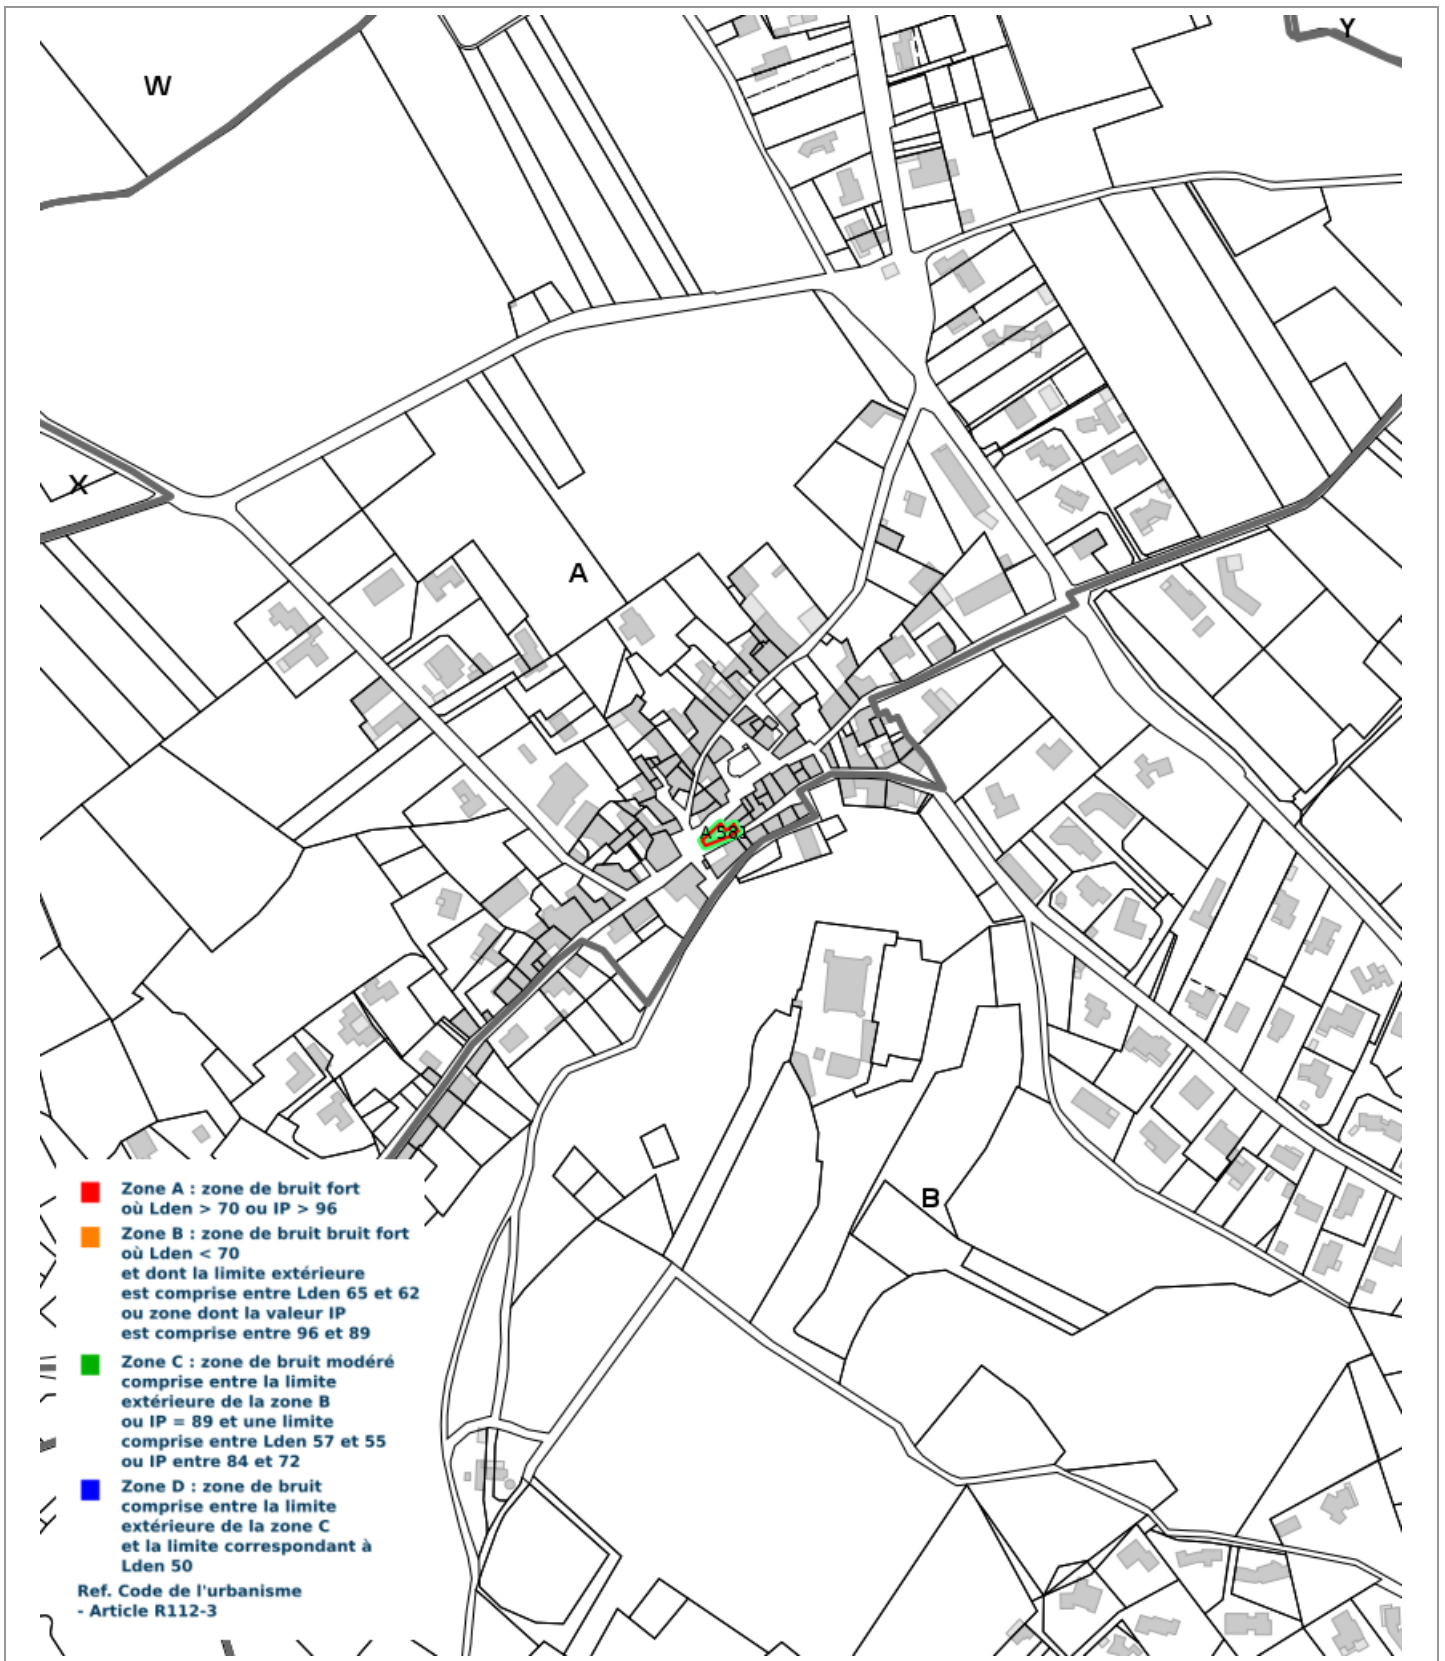 W
Y
X
A
A 581
B
Zone A : zone de bruit fort
où Lden > 70 ou IP > 96
Zone B : zone de bruit bruit fort
où Lden < 70
et dont la limite extérieure
est comprise entre Lden 65 et 62
ou zone dont la valeur IP
est comprise entre 96 et 89
Zone C : zone de bruit modéré
comprise entre la limite
extérieure de la zone B
ou IP = 89 et une limite
comprise entre Lden 57 et 55
ou IP entre 84 et 72
Zone D : zone de bruit
comprise entre la limite
extérieure de la zone C
et la limite correspondant à
Lden 50
Ref. Code de l'urbanisme
- Article R112-3